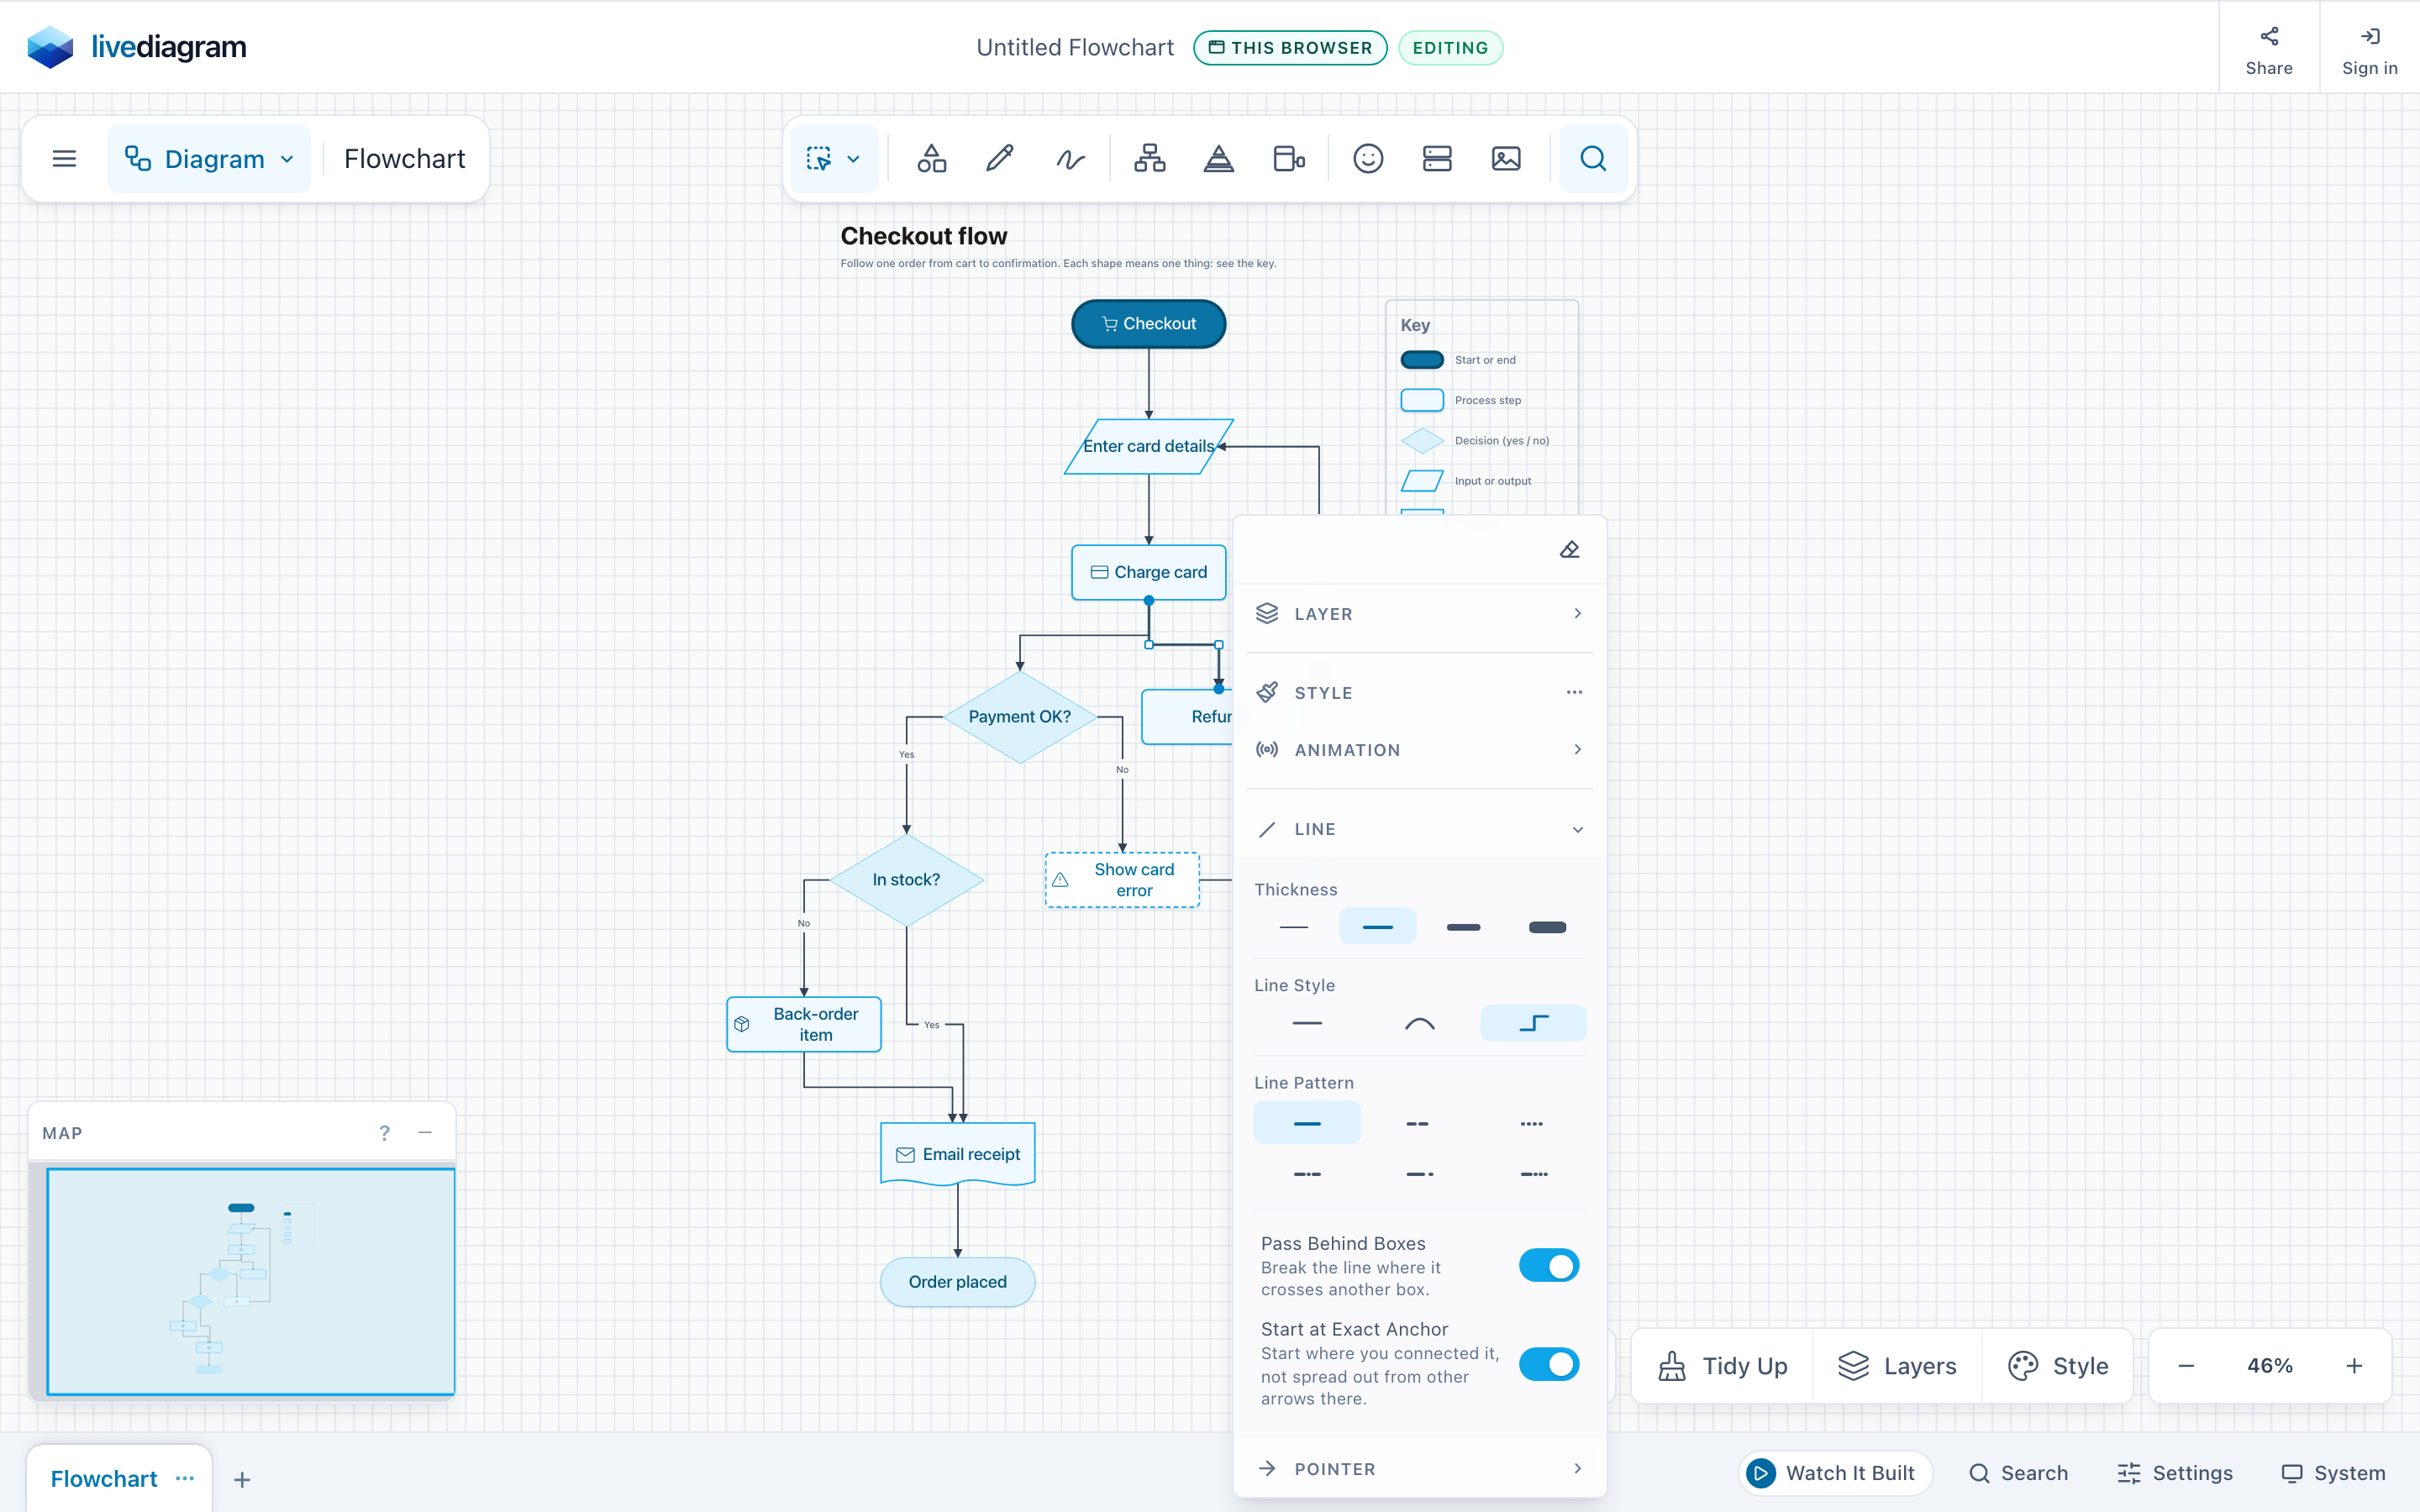 livediagram
Untitled Flowchart
THIS BROWSER
EDITING
Share
Sign in
Diagram
Flowchart
Checkout flow
Follow one order from cart to confirmation. Each shape means one thing: see the key.
Checkout
Key
Start or end
Process step
Decision (yes / no)
Input or output
Enter card details
Charge card
Payment OK?
Refun
Yes
No
In stock?
Show card
error
No
Back-order
item
Yes
Email receipt
Order placed
LAYER
STYLE
ANIMATION
LINE
Thickness
Line Style
Line Pattern
Pass Behind Boxes
Break the line where it
crosses another box.
Start at Exact Anchor
Start where you connected it,
not spread out from other
arrows there.
POINTER
MAP
?
Tidy Up
Layers
Style
46%
Flowchart
Watch It Built
Search
Settings
System